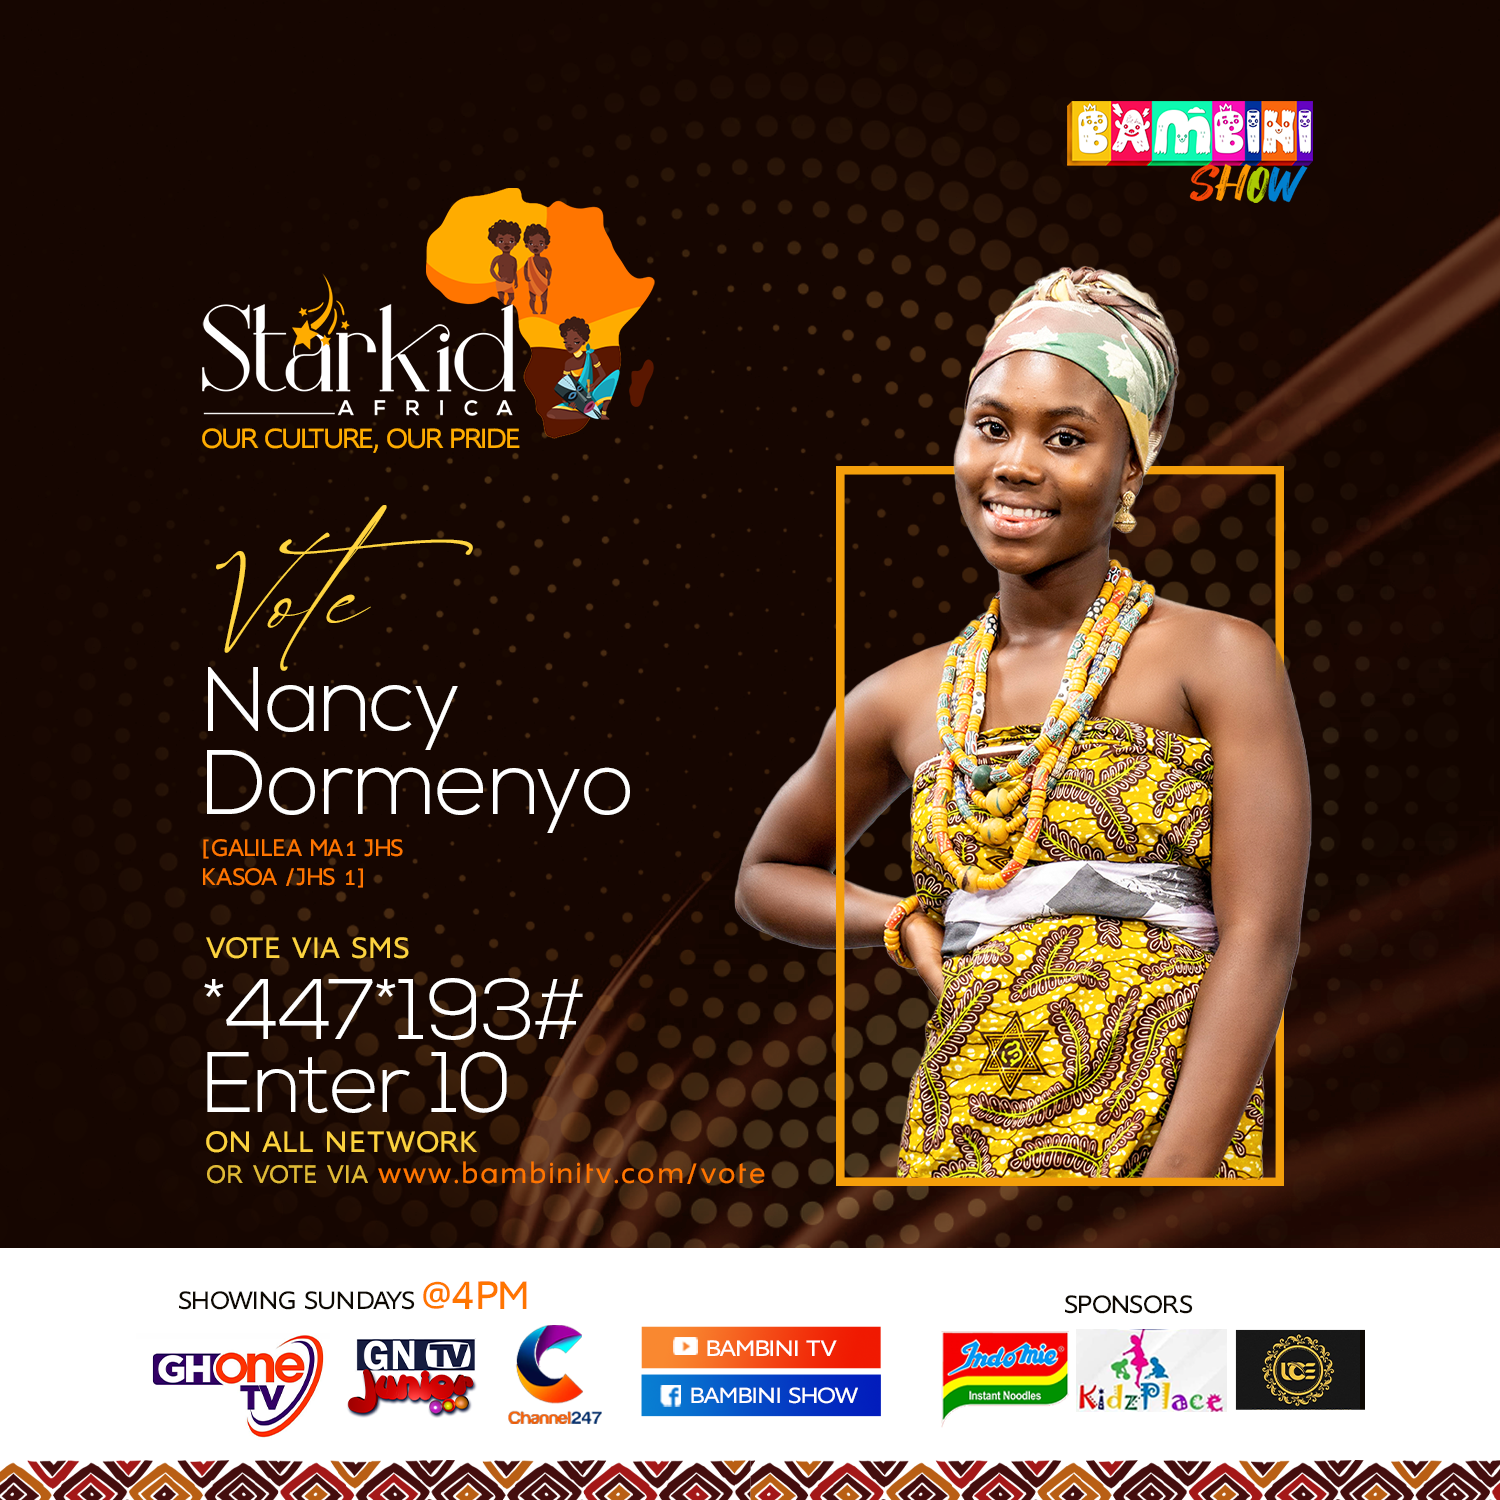 BAMBINI
SHOW
Starkid
AFRICA
OUR CULTURE, OUR PRIDE
Vote
Nancy
Dormenyo
[GALILEA MA1 JHS
KASOA /JHS 1]
VOTE VIA SMS
*447*193#
Enter 10
ON ALL NETWORK
OR VOTE VIA www.bambinitv.com/vote
SHOWING SUNDAYS @4PM
GHOne
TV
GN TV
Junior
Channel247
BAMBINI TV
BAMBINI SHOW
SPONSORS
Indomie®
Instant Noodles
KidzPlace